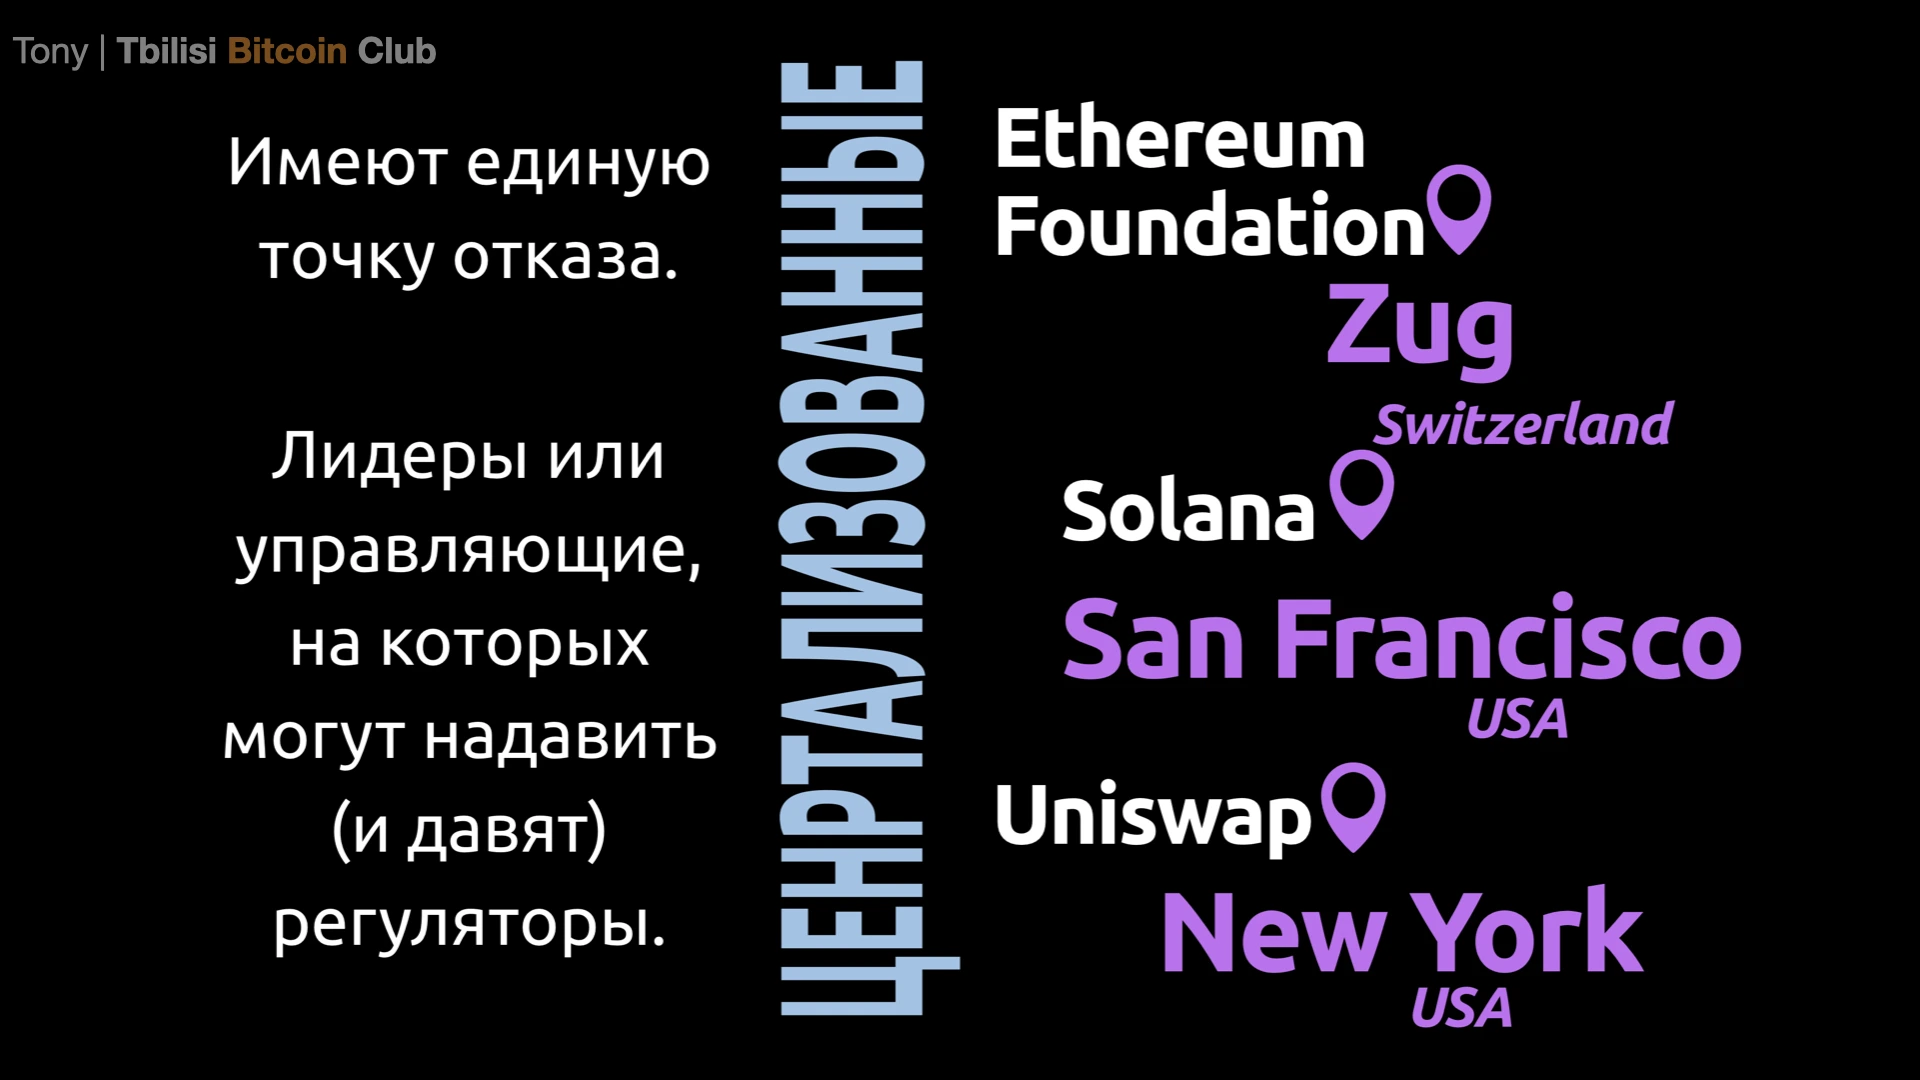 Tony | Tbilisi Bitcoin Club
Имеют единую
точку отказа.
Лидеры или
управляющие,
на которых
могут надавить
(и давят)
регуляторы.
ЦЕНРТАЛИЗОВАННЫЕ
Ethereum
Foundation
Zug
Switzerland
Solana
San Francisco
USA
Uniswap
New York
USA